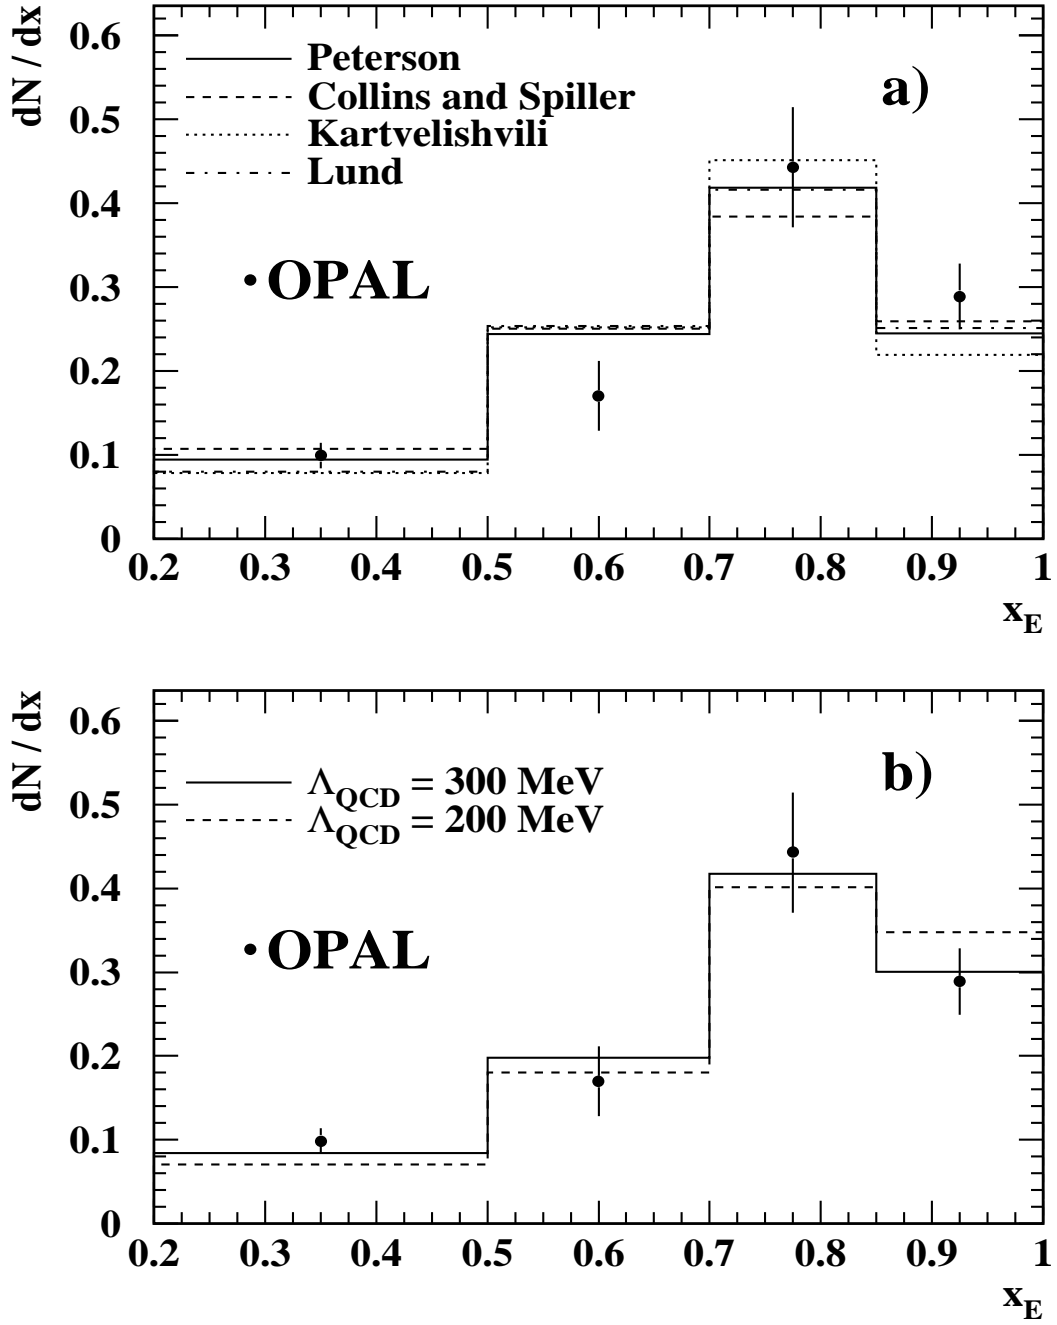 dN / dx
0.6
0.5
0.4
0.3
0.2
0.1
0
Peterson
Collins and Spiller
Kartvelishvili
Lund
a)
OPAL
0.2 0.3 0.4 0.5 0.6 0.7 0.8 0.9 1
x_E
dN / dx
0.6
0.5
0.4
0.3
0.2
0.1
0
Λ_QCD = 300 MeV
Λ_QCD = 200 MeV
b)
OPAL
0.2 0.3 0.4 0.5 0.6 0.7 0.8 0.9 1
x_E